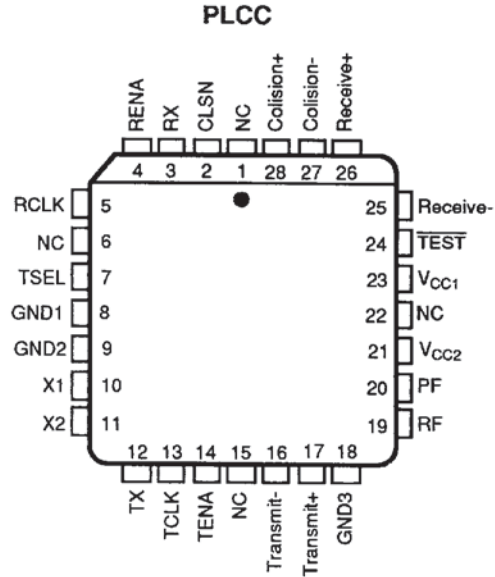 PLCC
RENA
RX
CLSN
NC
Colision+
Colision-
Receive+
4 3 2 1 28 27 26
RCLK 5
NC 6
TSEL 7
GND1 8
GND2 9
X1 10
X2 11
25 Receive-
24 TEST
23 VCC1
22 NC
21 VCC2
20 PF
19 RF
12 13 14 15 16 17 18
TX
TCLK
TENA
NC
Transmit-
Transmit+
GND3